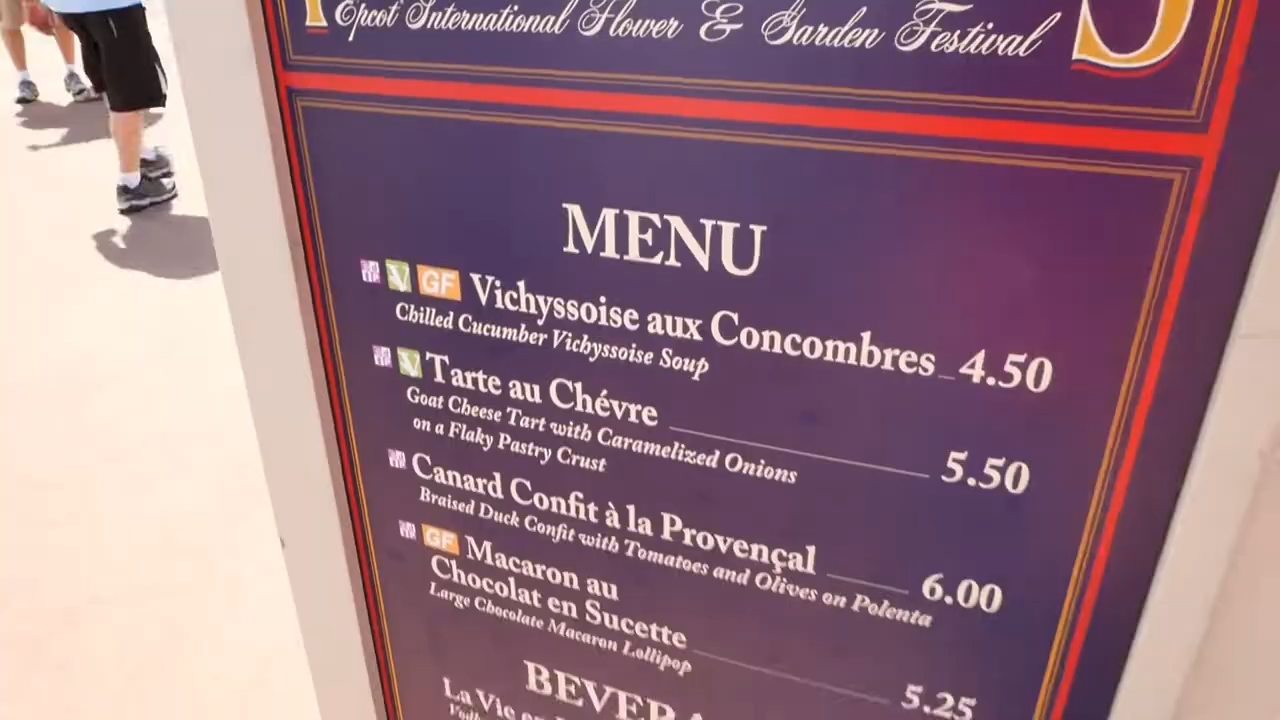 Epcot International Flower & Garden Festival
MENU
V GF Vichyssoise aux Concombres 4.50
Chilled Cucumber Vichyssoise Soup
V Tarte au Chévre 5.50
Goat Cheese Tart with Caramelized Onions
on a Flaky Pastry Crust
Canard Confit à la Provençal 6.00
Braised Duck Confit with Tomatoes and Olives on Polenta
GF Macaron au
Chocolat en Sucette 5.25
Large Chocolate Macaron Lollipop
La Vie